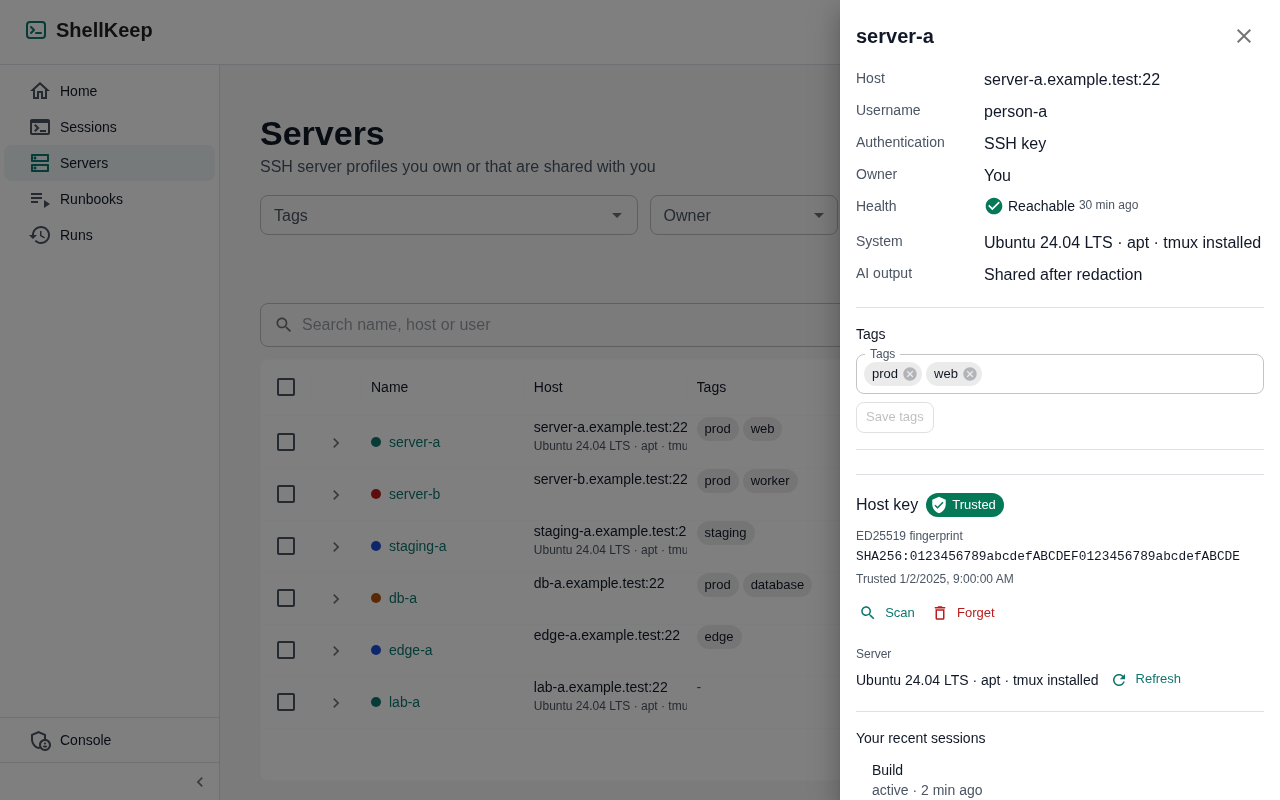 ShellKeep
Home
Sessions
Servers
Runbooks
Runs
Console
Servers
SSH server profiles you own or that are shared with you
Tags
Owner
Search name, host or user
Name
Host
Tags
server-a
server-a.example.test:22
Ubuntu 24.04 LTS · apt · tmu
prod
web
server-b
server-b.example.test:22
prod
worker
staging-a
staging-a.example.test:2
Ubuntu 24.04 LTS · apt · tmu
staging
db-a
db-a.example.test:22
prod
database
edge-a
edge-a.example.test:22
edge
lab-a
lab-a.example.test:22
Ubuntu 24.04 LTS · apt · tmu
-
server-a
Host
server-a.example.test:22
Username
person-a
Authentication
SSH key
Owner
You
Health
Reachable 30 min ago
System
Ubuntu 24.04 LTS · apt · tmux installed
AI output
Shared after redaction
Tags
Tags
prod
web
Save tags
Host key
Trusted
ED25519 fingerprint
SHA256:0123456789abcdefABCDEF0123456789abcdefABCDE
Trusted 1/2/2025, 9:00:00 AM
Scan
Forget
Server
Ubuntu 24.04 LTS · apt · tmux installed
Refresh
Your recent sessions
Build
active · 2 min ago